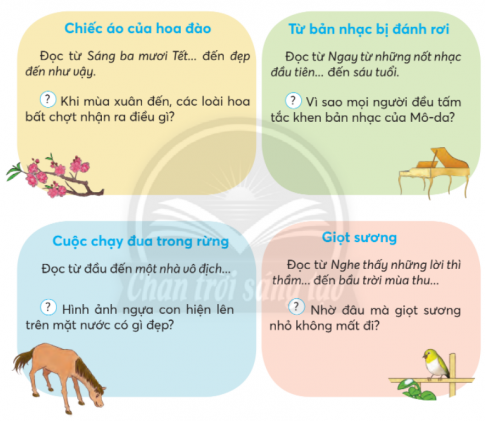 Chiếc áo của hoa đào
Đọc từ Sáng ba mươi Tết... đến đẹp
đến như vậy.
? Khi mùa xuân đến, các loài hoa
bất chợt nhận ra điều gì?
Từ bản nhạc bị đánh rơi
Đọc từ Ngay từ những nốt nhạc
đầu tiên... đến sáu tuổi.
? Vì sao mọi người đều tấm
tắc khen bản nhạc của Mô-da?
Cuộc chạy đua trong rừng
Đọc từ đầu đến một nhà vô địch...
? Hình ảnh ngựa con hiện lên
trên mặt nước có gì đẹp?
Giọt sương
Đọc từ Nghe thấy những lời thì
thầm... đến bầu trời mùa thu...
? Nhờ đâu mà giọt sương
nhỏ không mất đi?
Chân trời sáng tạo